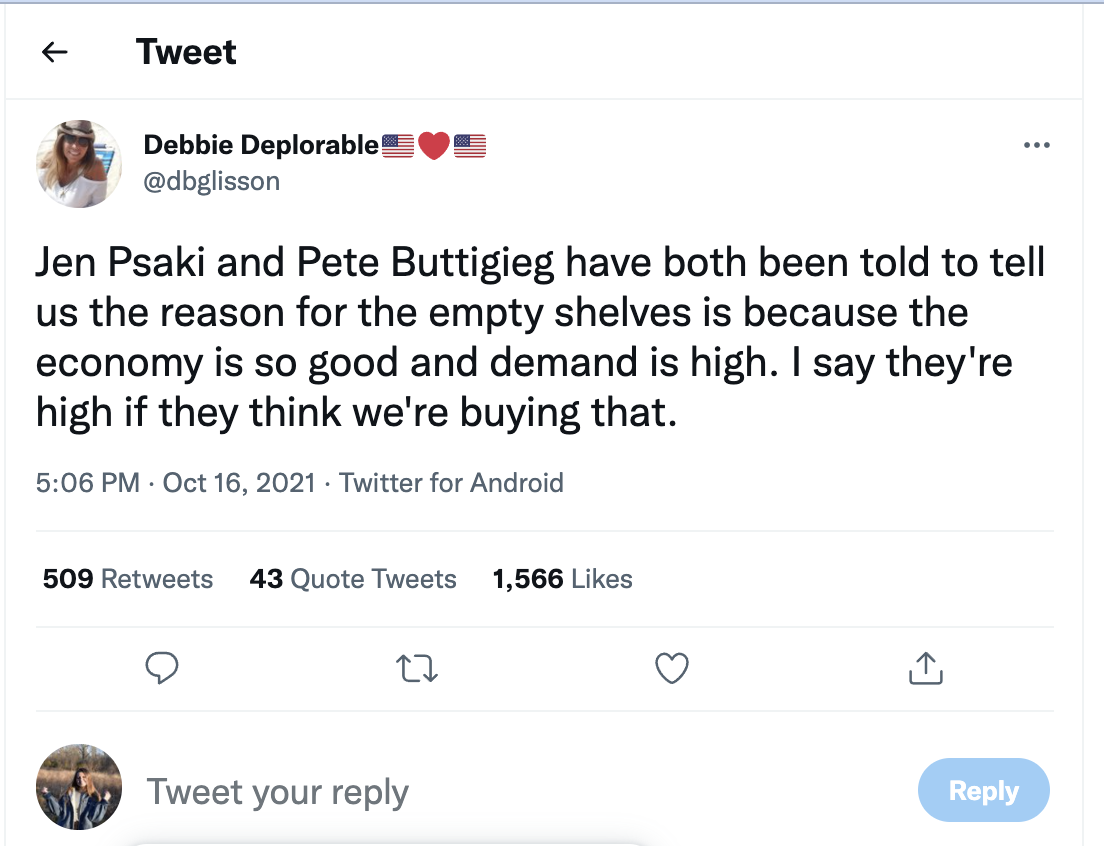 Tweet
Debbie Deplorable🇺🇸❤️🇺🇸
@dbglisson
Jen Psaki and Pete Buttigieg have both been told to tell
us the reason for the empty shelves is because the
economy is so good and demand is high. I say they're
high if they think we're buying that.
5:06 PM · Oct 16, 2021 · Twitter for Android
509 Retweets 43 Quote Tweets 1,566 Likes
Tweet your reply
Reply